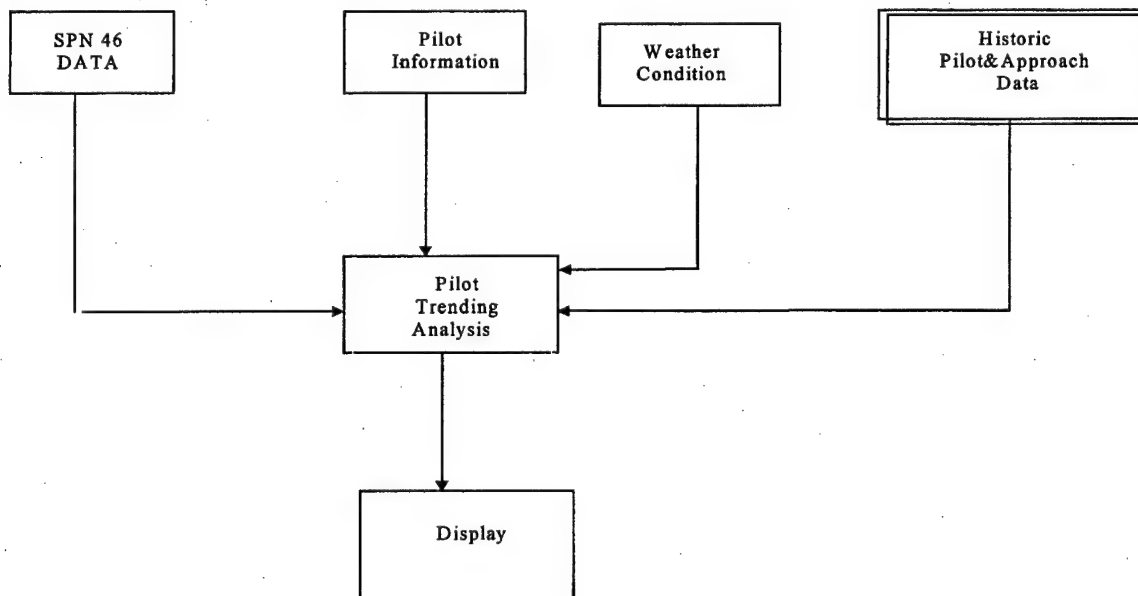 SPN 46
DATA
Pilot
Information
Weather
Condition
Historic
Pilot&Approach
Data
Pilot
Trending
Analysis
Display